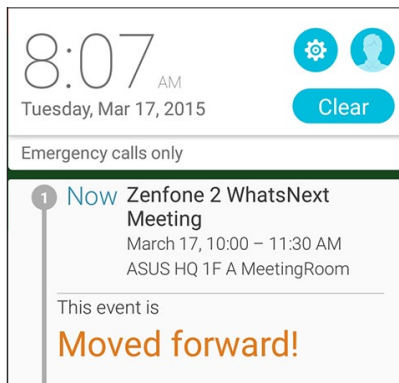 8:07 AM
Tuesday, Mar 17, 2015
Clear
Emergency calls only
1 Now Zenfone 2 WhatsNext
Meeting
March 17, 10:00 – 11:30 AM
ASUS HQ 1F A MeetingRoom
This event is
Moved forward!